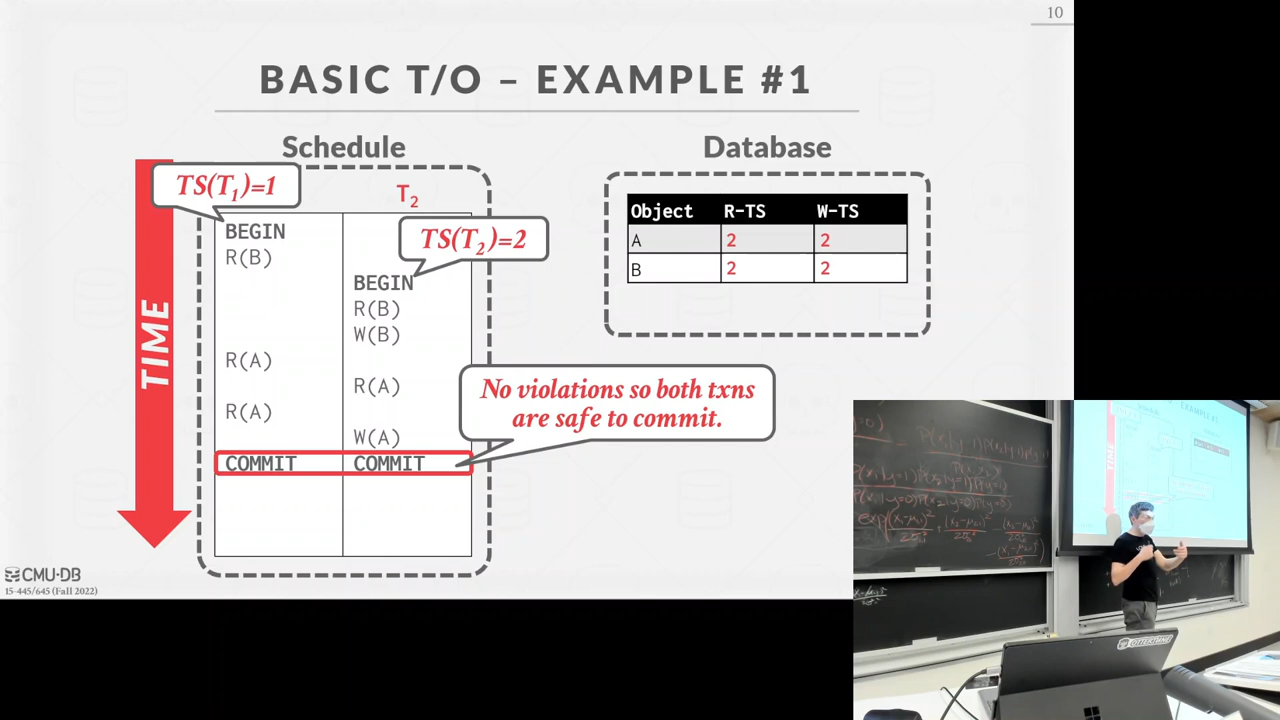 10
BASIC T/O – EXAMPLE #1
Schedule
Database
TS(T1)=1
T2
TS(T2)=2
BEGIN
R(B)
BEGIN
R(B)
W(B)
R(A)
R(A)
R(A)
W(A)
COMMIT COMMIT
TIME
Object R-TS W-TS
A 2 2
B 2 2
No violations so both txns
are safe to commit.
CMU·DB
15-445/645 (Fall 2022)